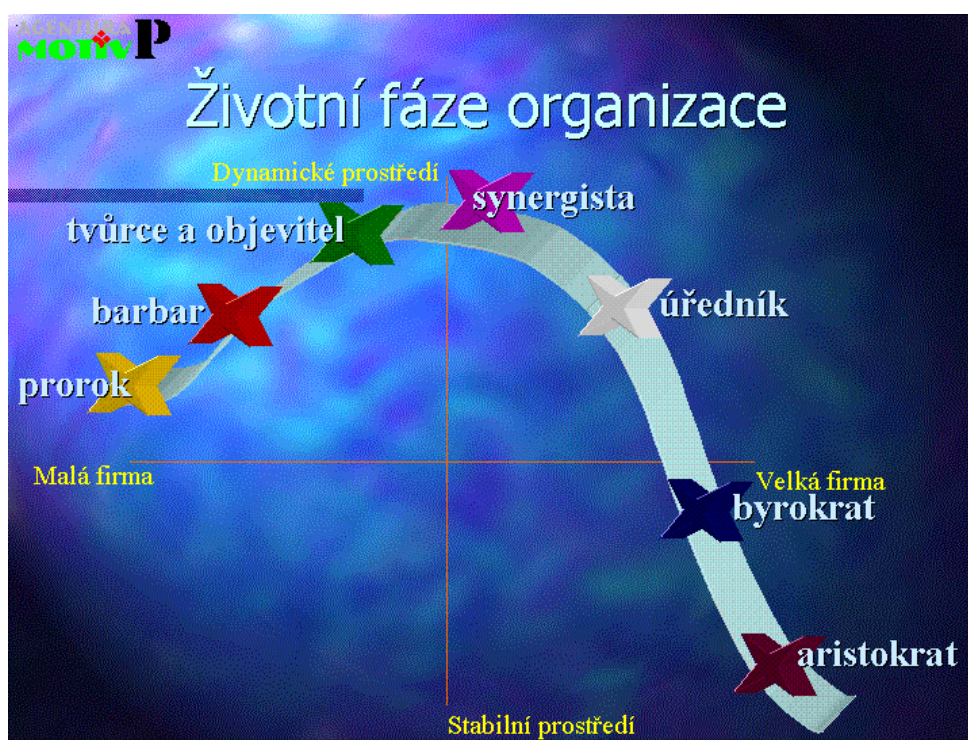 AGENTURA
MOTIV P
Životní fáze organizace
Dynamické prostředí
synergista
tvůrce a objevitel
barbar
úředník
prorok
Malá firma
Velká firma
byrokrat
aristokrat
Stabilní prostředí